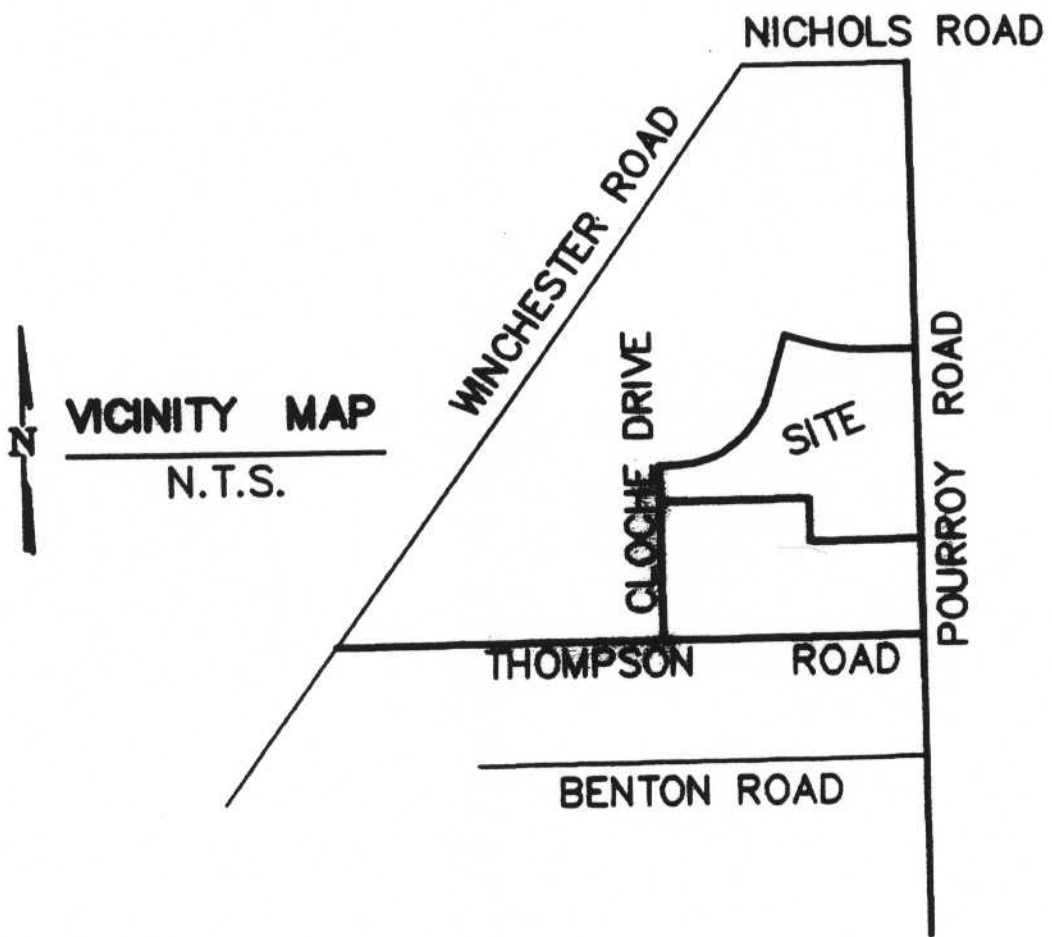 NICHOLS ROAD
WINCHESTER ROAD
CLOCHE DRIVE
POURROY ROAD
SITE
N
VICINITY MAP
N.T.S.
THOMPSON ROAD
BENTON ROAD